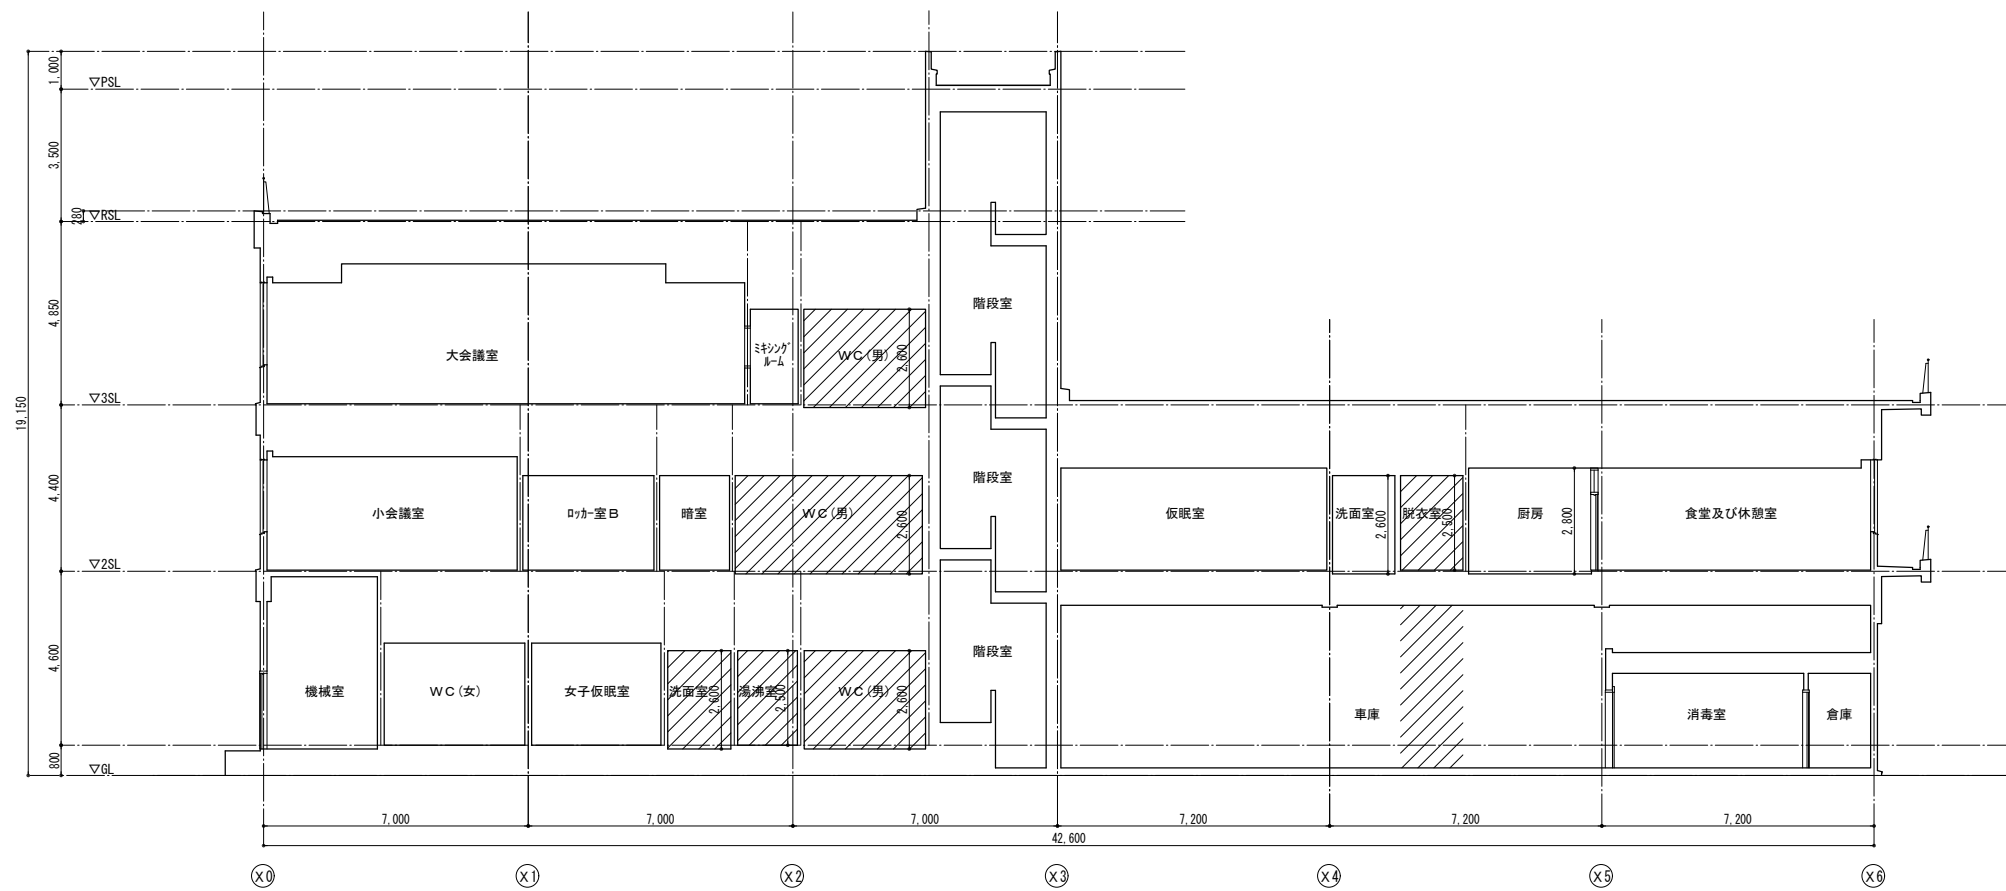 1,000
▽PSL
3,500
280
▽RSL
4,850
階段室
大会議室
ミキシング
ルーム
WC(男)
2,600
▽3SL
19,150
4,400
階段室
小会議室
ロッカー室B
暗室
WC(男)
2,600
仮眠室
洗面室
2,600
脱衣室
2,500
厨房
2,800
食堂及び休憩室
▽2SL
4,600
機械室
WC(女)
女子仮眠室
洗面室
2,600
湯沸室
2,500
WC(男)
2,600
階段室
車庫
消毒室
倉庫
800
▽GL
7,000
7,000
7,000
7,200
7,200
7,200
42,600
X0
X1
X2
X3
X4
X5
X6